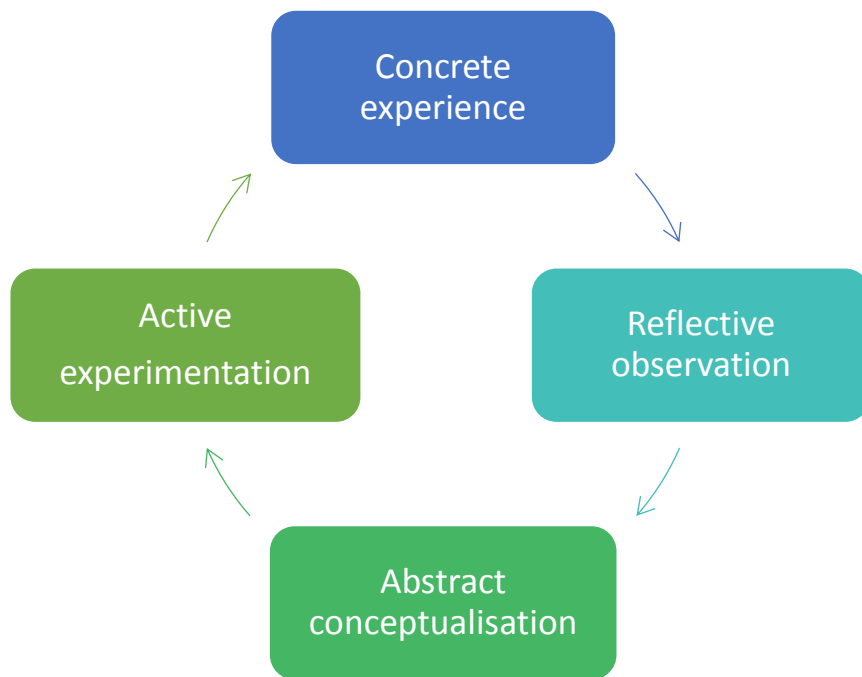 Concrete
experience
Reflective
observation
Abstract
conceptualisation
Active
experimentation